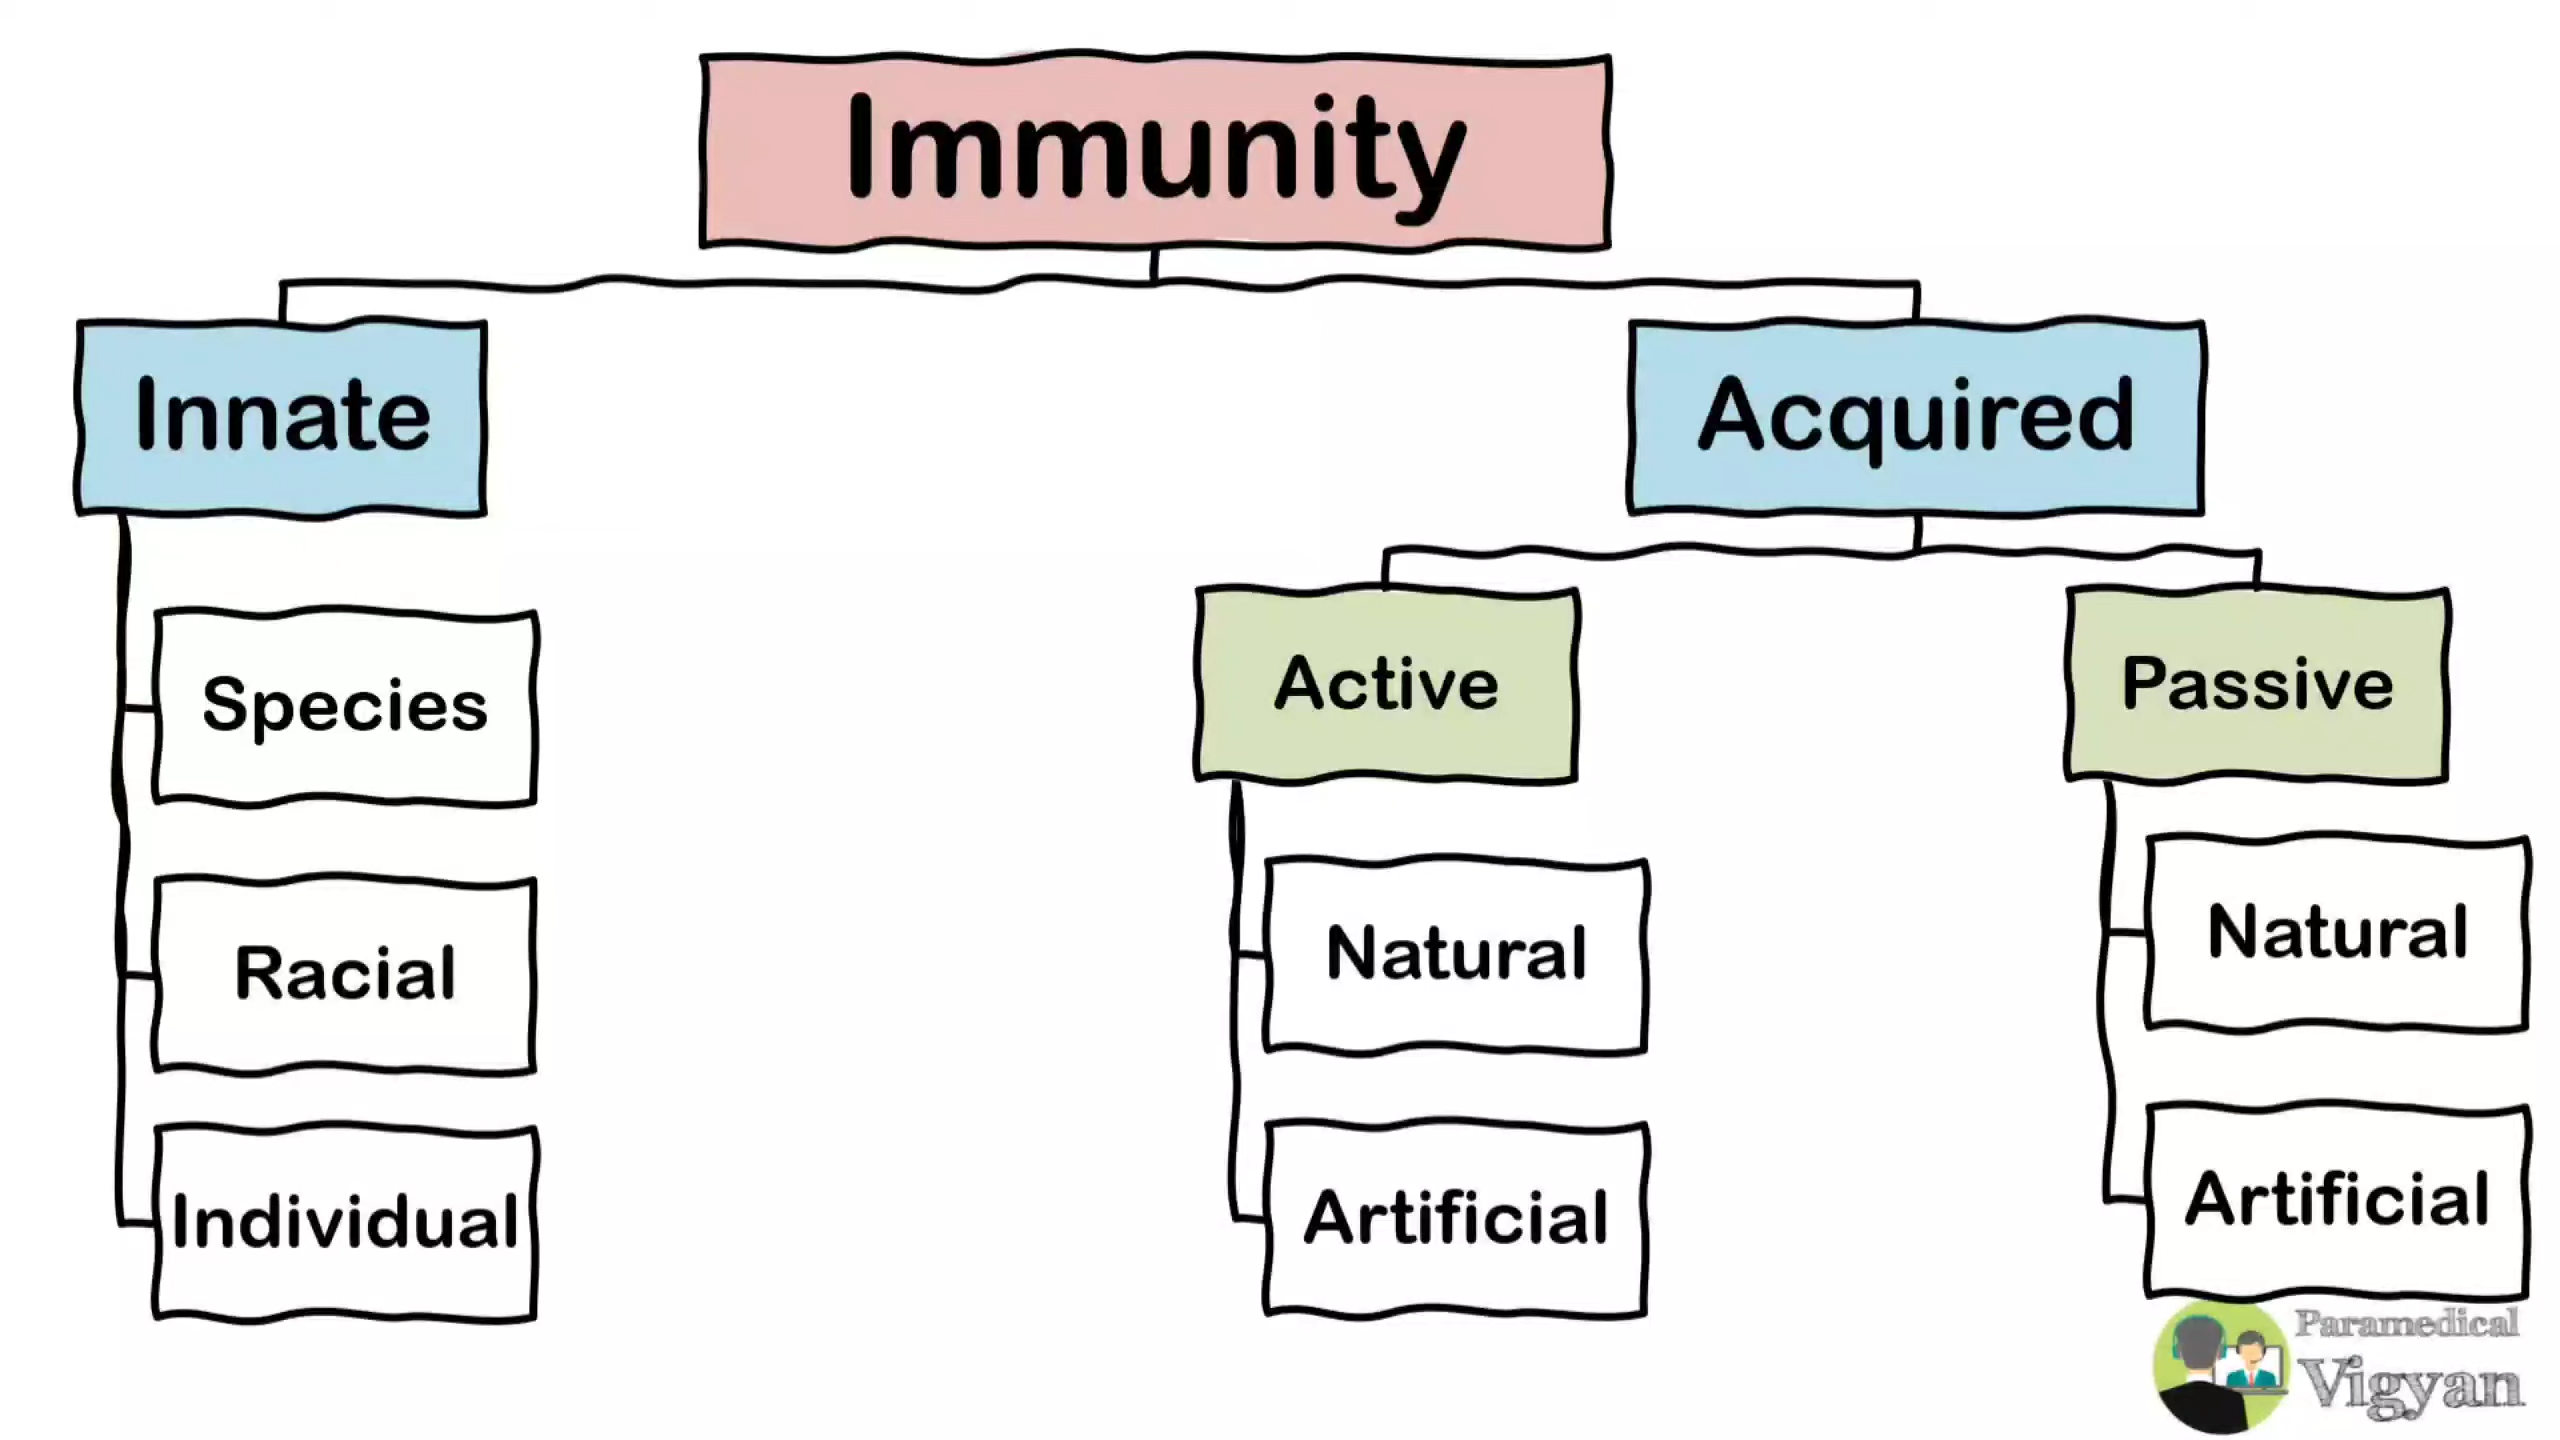 Immunity
Innate
Acquired
Species
Racial
Individual
Active
Natural
Artificial
Passive
Natural
Artificial
Paramedical
Vigyan